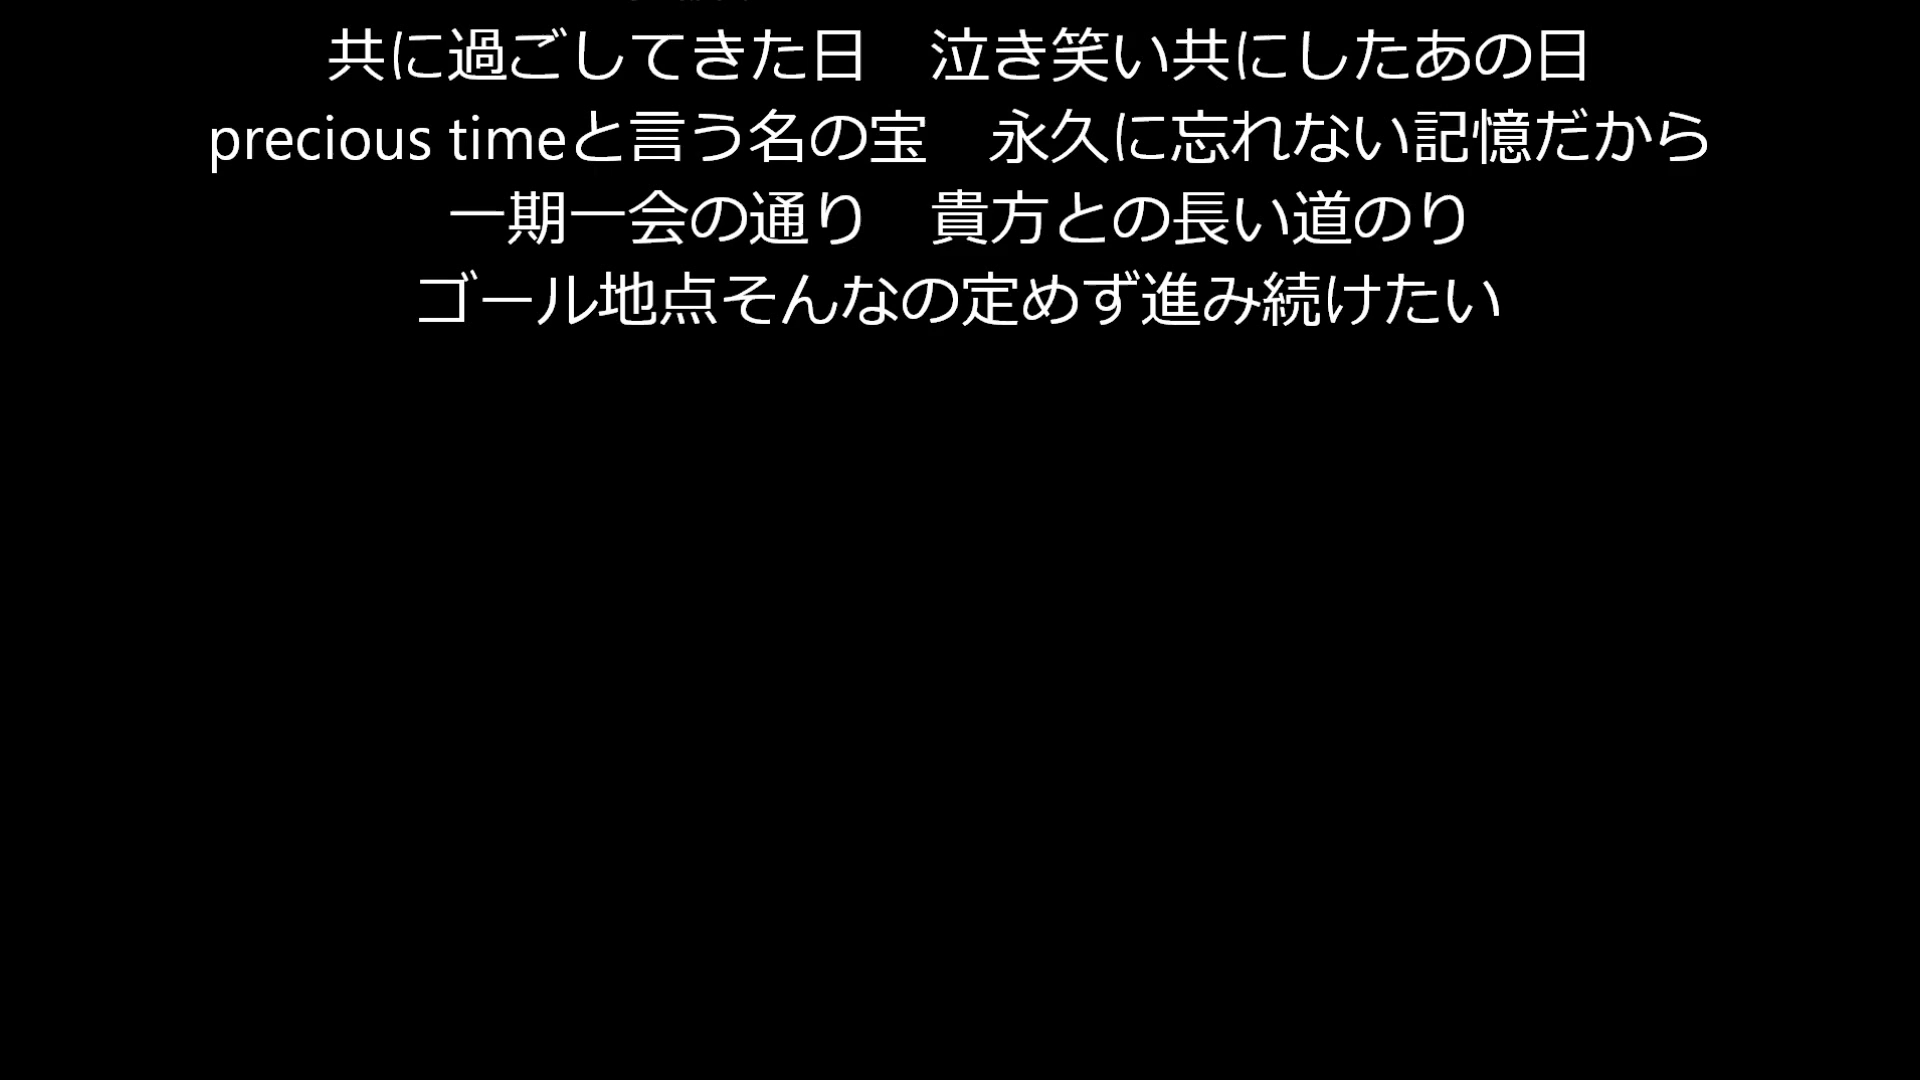 共に過ごしてきた日　泣き笑い共にしたあの日
precious timeと言う名の宝　永久に忘れない記憶だから
一期一会の通り　貴方との長い道のり
ゴール地点そんなの定めず進み続けたい